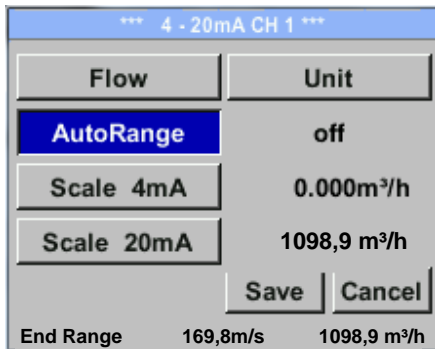 *** 4 - 20mA CH 1 ***
Flow Unit
AutoRange off
Scale 4mA 0.000m³/h
Scale 20mA 1098,9 m³/h
Save Cancel
End Range 169,8m/s 1098,9 m³/h